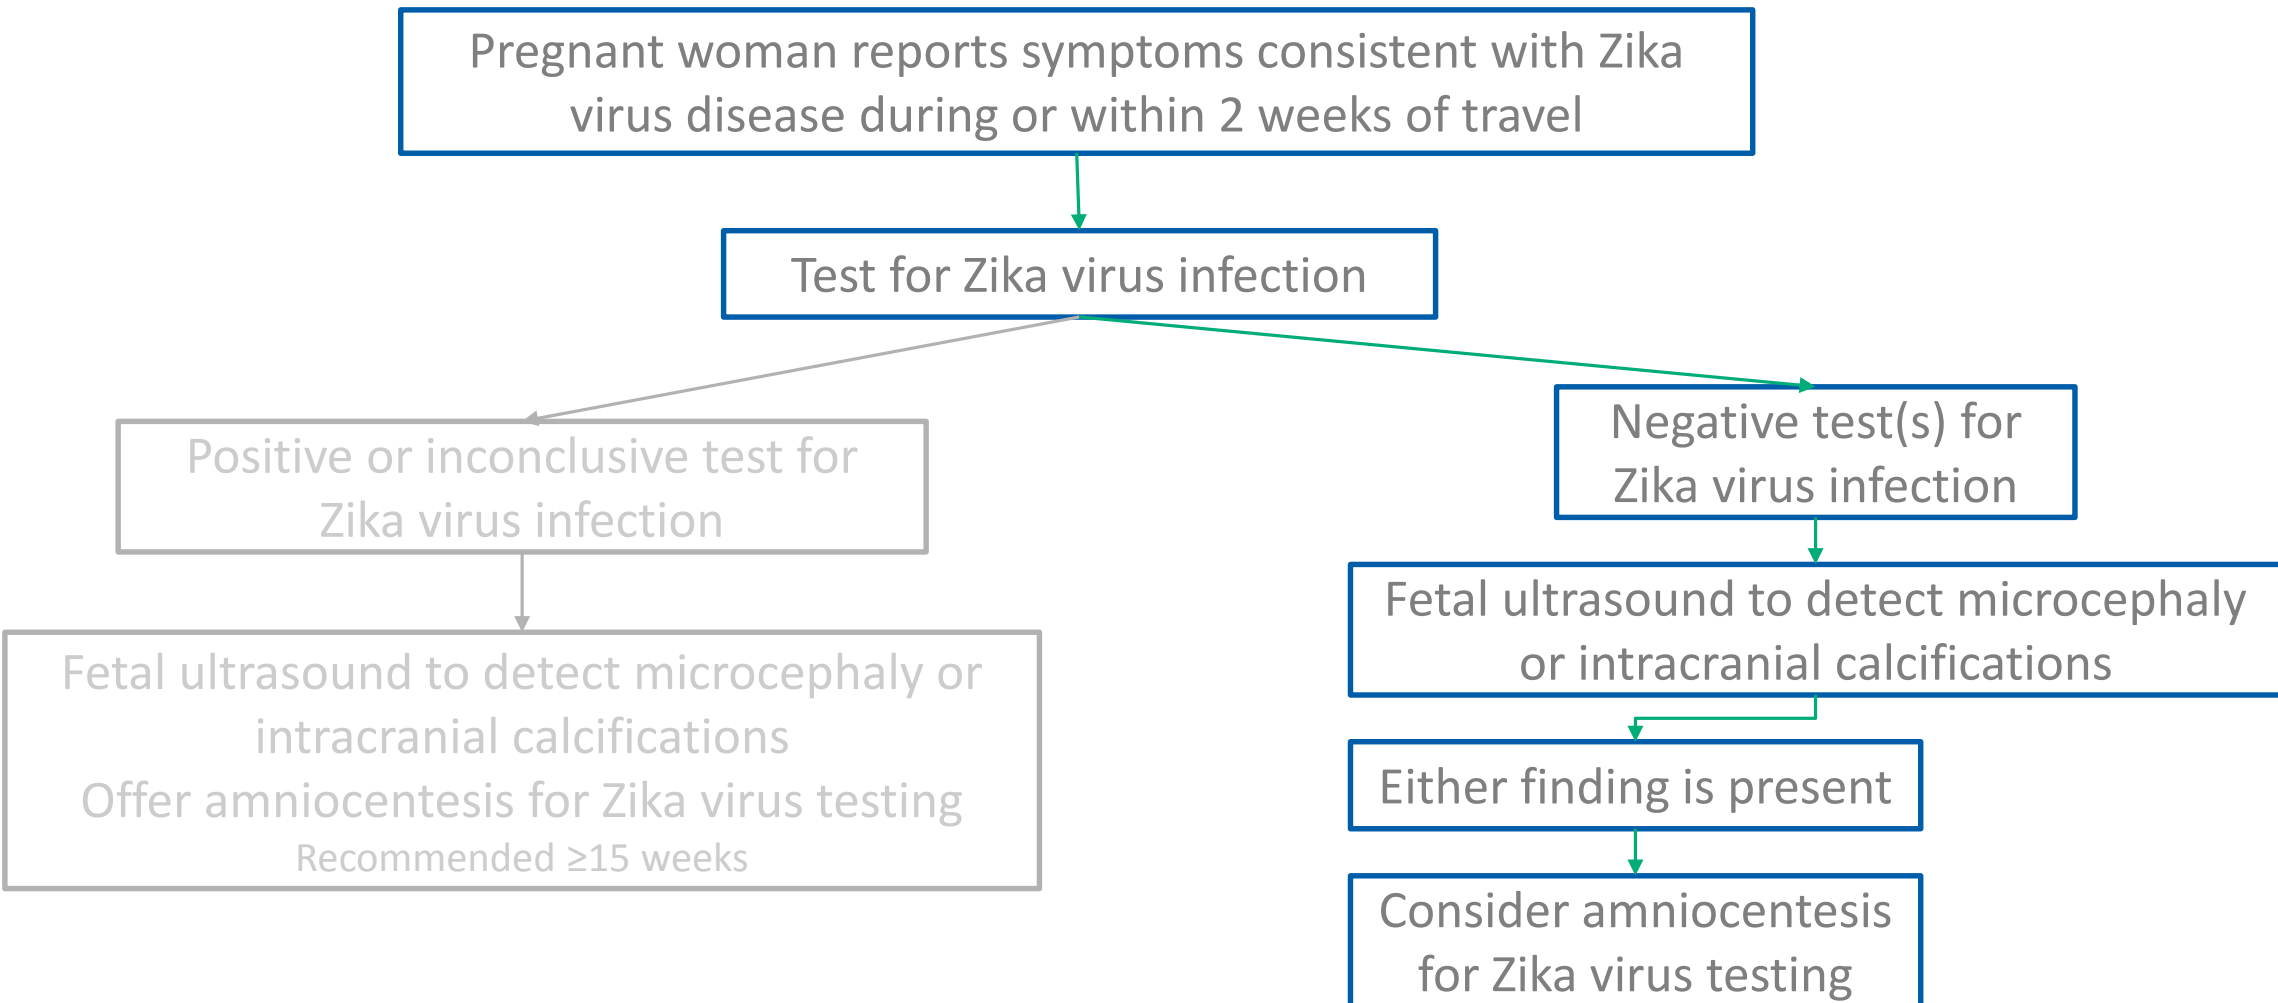 Pregnant woman reports symptoms consistent with Zika
virus disease during or within 2 weeks of travel
Test for Zika virus infection
Positive or inconclusive test for
Zika virus infection
Fetal ultrasound to detect microcephaly or
intracranial calcifications
Offer amniocentesis for Zika virus testing
Recommended ≥15 weeks
Negative test(s) for
Zika virus infection
Fetal ultrasound to detect microcephaly
or intracranial calcifications
Either finding is present
Consider amniocentesis
for Zika virus testing